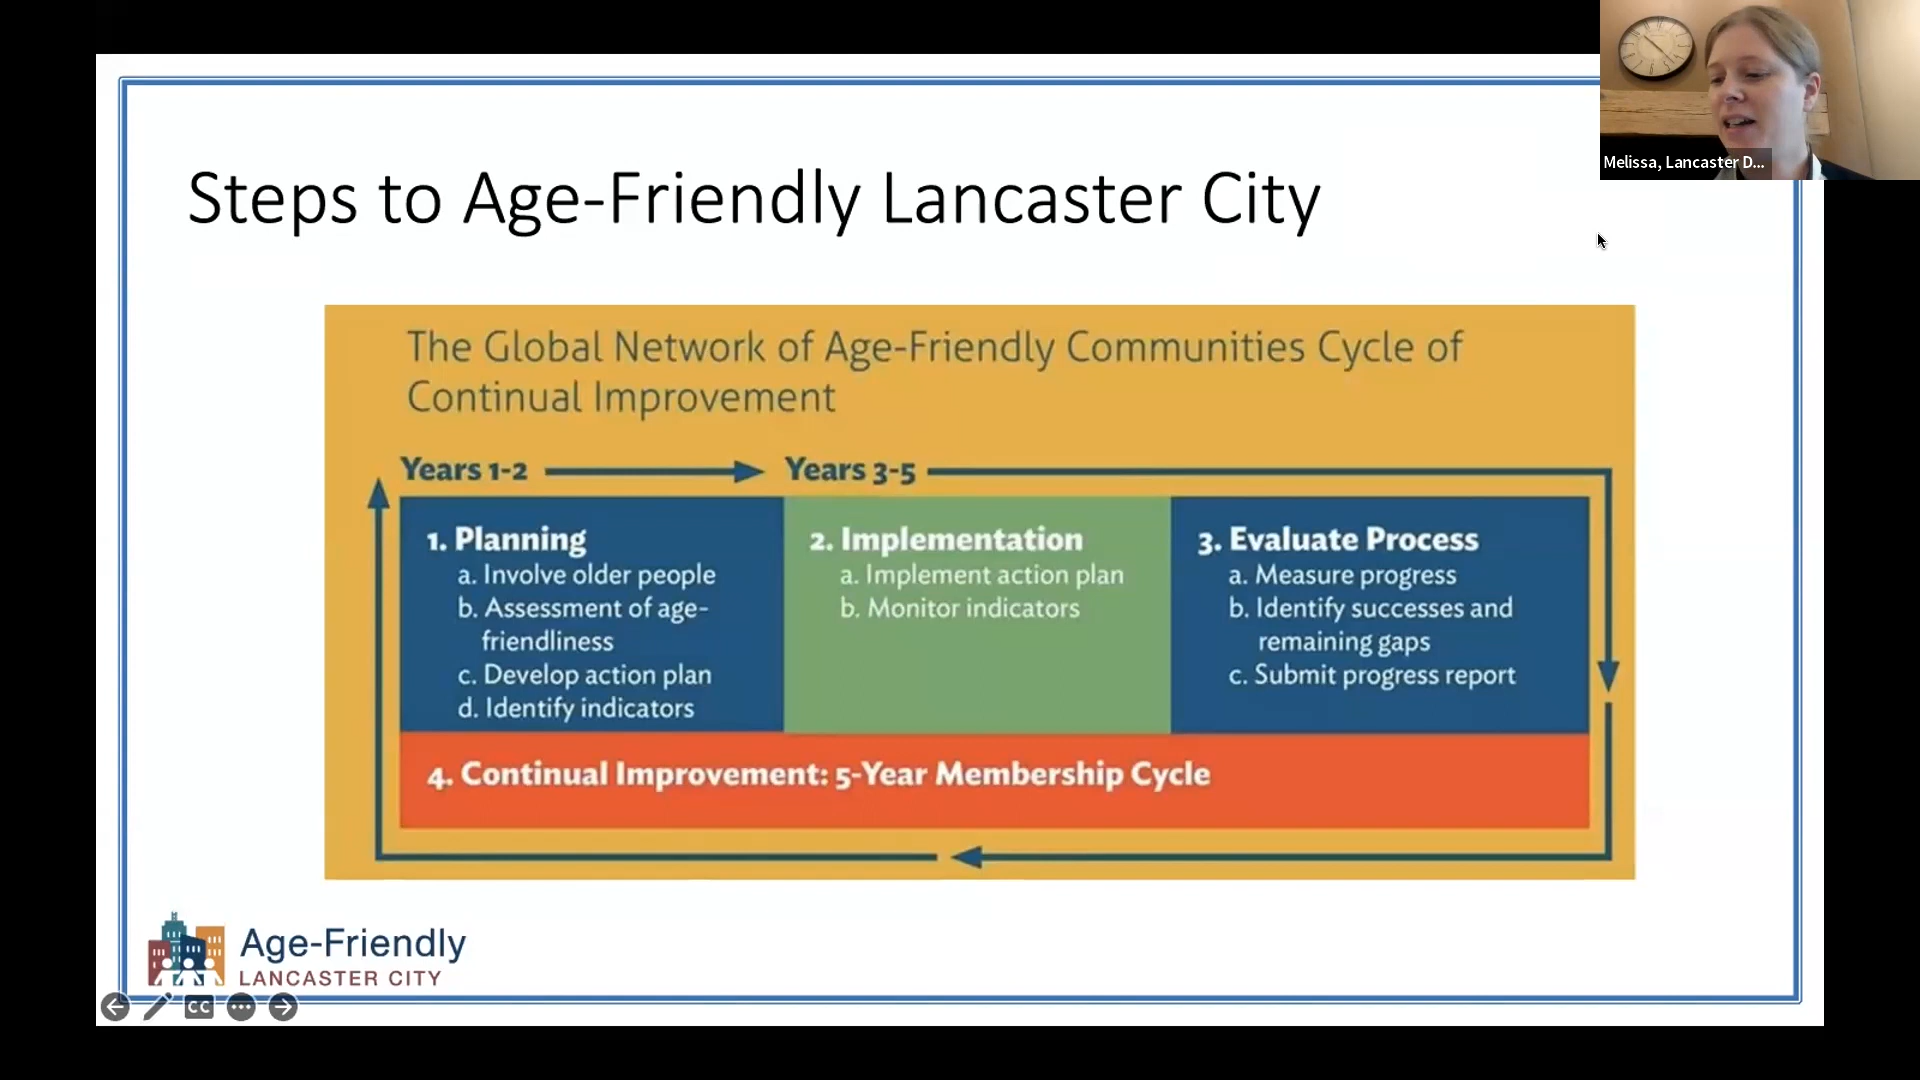 Melissa, Lancaster D...
Steps to Age-Friendly Lancaster City
The Global Network of Age-Friendly Communities Cycle of
Continual Improvement
Years 1-2
Years 3-5
1. Planning
a. Involve older people
b. Assessment of age-
friendliness
c. Develop action plan
d. Identify indicators
2. Implementation
a. Implement action plan
b. Monitor indicators
3. Evaluate Process
a. Measure progress
b. Identify successes and
remaining gaps
c. Submit progress report
4. Continual Improvement: 5-Year Membership Cycle
Age-Friendly
LANCASTER CITY
CC